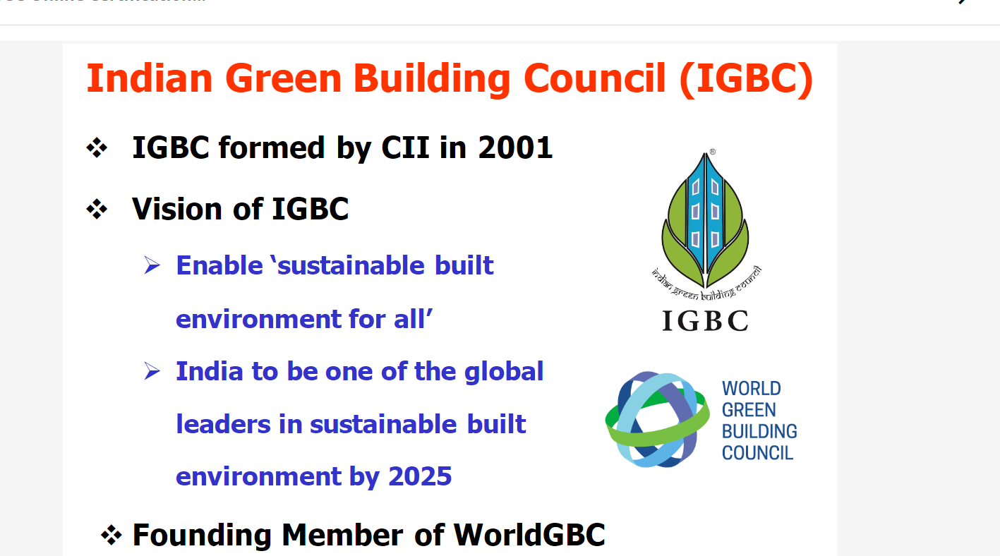 Indian Green Building Council (IGBC)
❖ IGBC formed by CII in 2001
❖ Vision of IGBC
➢ Enable ‘sustainable built
environment for all’
➢ India to be one of the global
leaders in sustainable built
environment by 2025
❖ Founding Member of WorldGBC
®
indian green building council
IGBC
WORLD
GREEN
BUILDING
COUNCIL